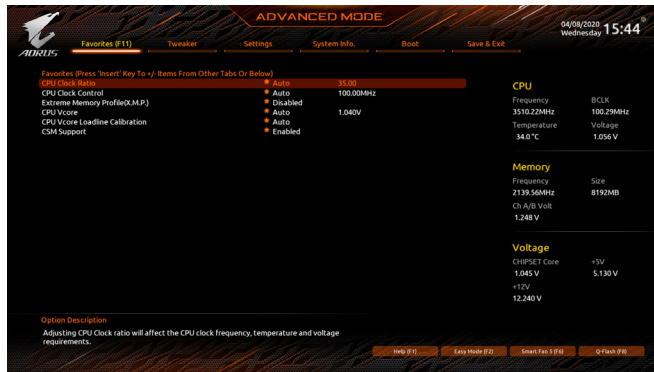 ADVANCED MODE
04/08/2020 15:44
Wednesday
AORUS
Favorites (F11) Tweaker Settings System Info. Boot Save & Exit
Favorites (Press 'Insert' Key To +/- Items From Other Tabs Or Below)
CPU Clock Ratio Auto 35.00
CPU Clock Control Auto 100.00MHz
Extreme Memory Profile(X.M.P.) Disabled
CPU Vcore Auto 1.040V
CPU Vcore Loadline Calibration Auto
CSM Support Enabled
CPU
Frequency BCLK
3510.22MHz 100.29MHz
Temperature Voltage
34.0 °C 1.056 V
Memory
Frequency Size
2139.56MHz 8192MB
Ch A/B Volt
1.248 V
Voltage
CHIPSET Core +5V
1.045 V 5.130 V
+12V
12.240 V
Option Description
Adjusting CPU Clock ratio will affect the CPU clock frequency, temperature and voltage
requirements.
Help (F1) Easy Mode (F2) Smart Fan 5 (F6) Q-Flash (F8)